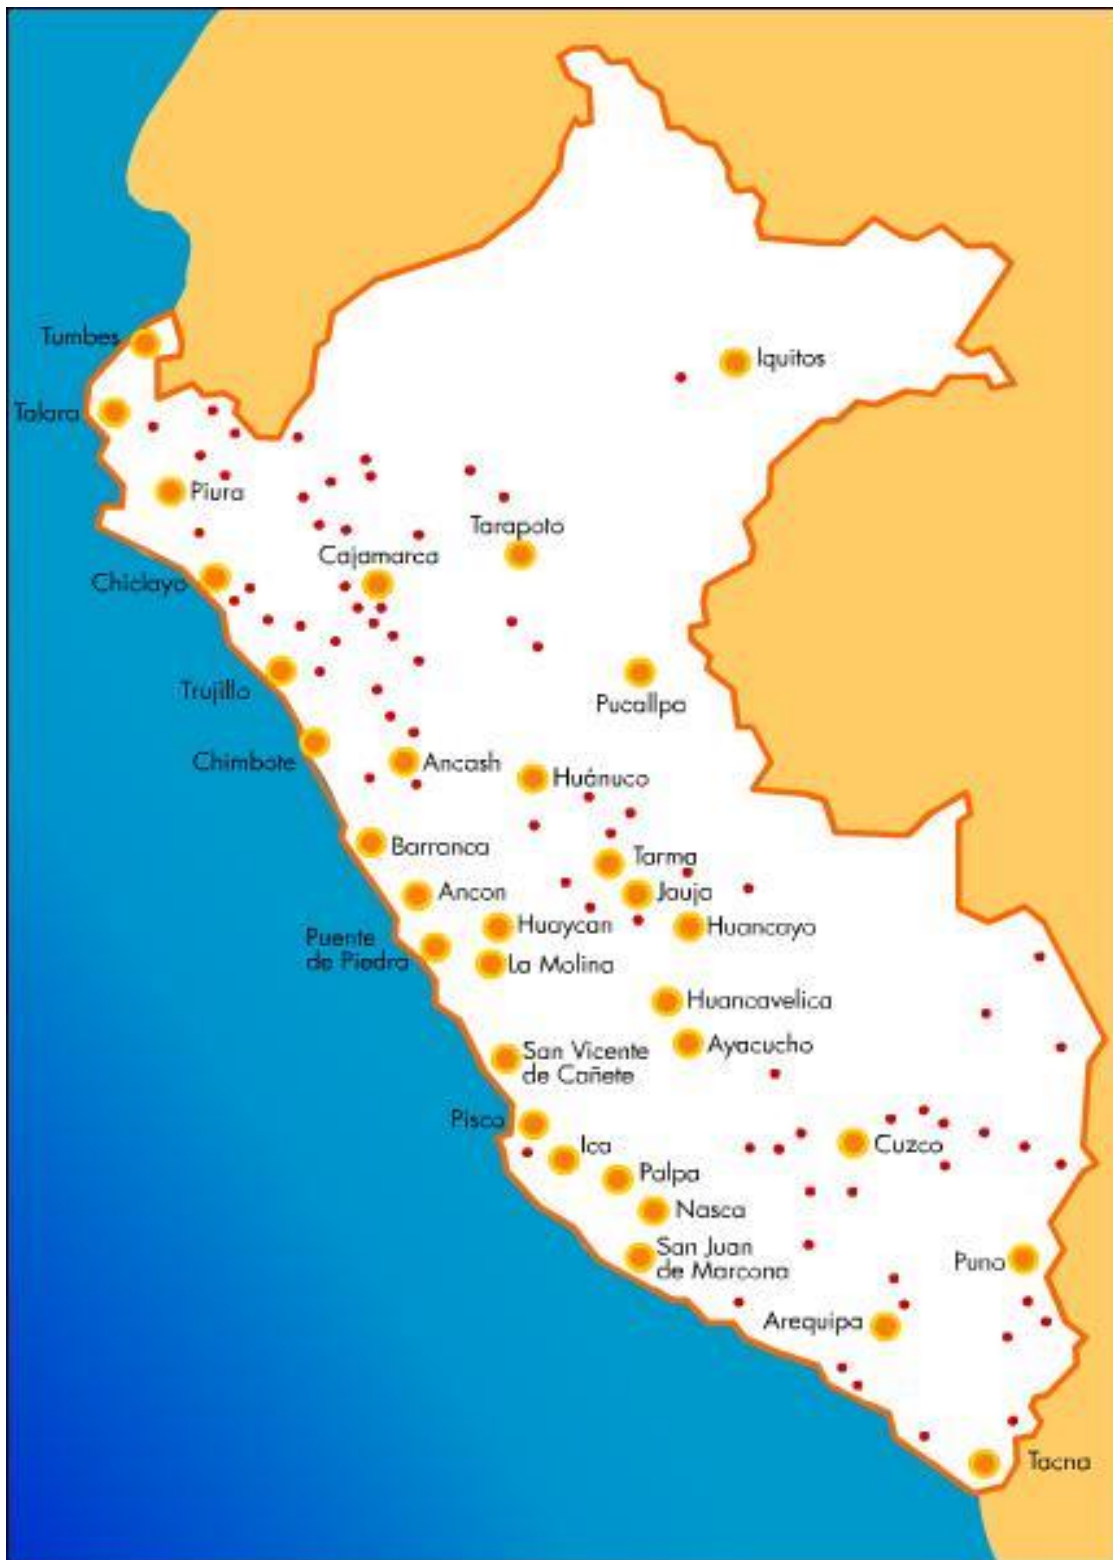 Tumbes
Iquitos
Talara
Piura
Tarapoto
Cajamarca
Chiclayo
Trujillo
Pucallpa
Chimbote
Ancash
Huánuco
Barranca
Tarma
Ancon
Jauja
Huaycan
Huancayo
Puente
de Piedra
La Molina
Huancavelica
Ayacucho
San Vicente
de Cañete
Pisco
Ica
Cuzco
Palpa
Nasca
San Juan
de Marcona
Puno
Arequipa
Tacna